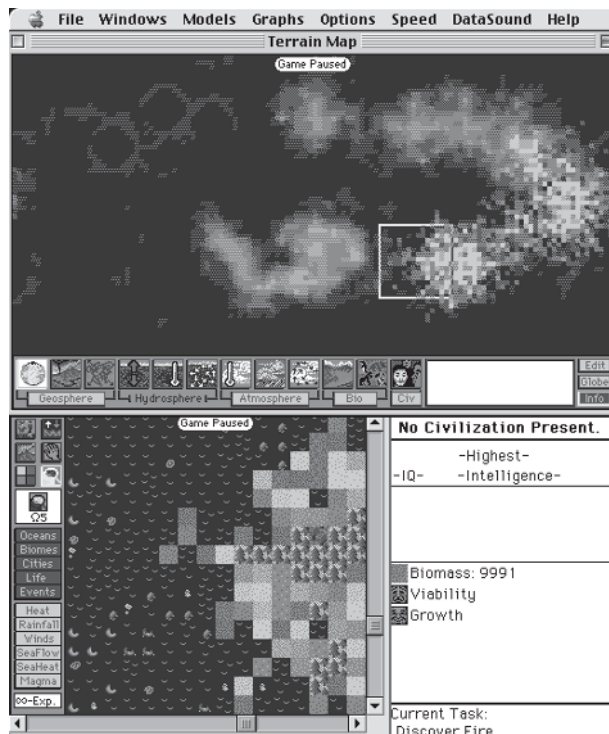 File Windows Models Graphs Options Speed DataSound Help
Terrain Map
Game Paused
Edit
Globe
Info
Geosphere Hydrosphere Atmosphere Bio Civ
Game Paused
Ω5
Oceans
Biomes
Cities
Life
Events
Heat
Rainfall
Winds
SeaFlow
SeaHeat
Magma
∞-Exp.
No Civilization Present.
-Highest-
-IQ- -Intelligence-
Biomass: 9991
Viability
Growth
Current Task:
Discover Fire